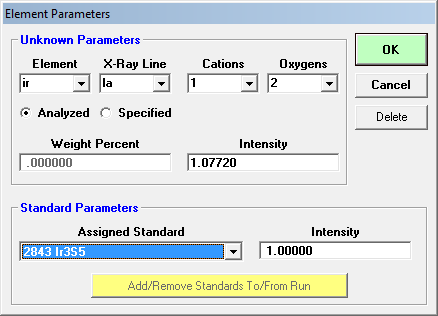 Element Parameters
Unknown Parameters
Element X-Ray Line Cations Oxygens
ir la 1 2
Analyzed Specified
Weight Percent Intensity
.000000 1.07720
OK
Cancel
Delete
Standard Parameters
Assigned Standard Intensity
2843 Ir3S5 1.00000
Add/Remove Standards To/From Run